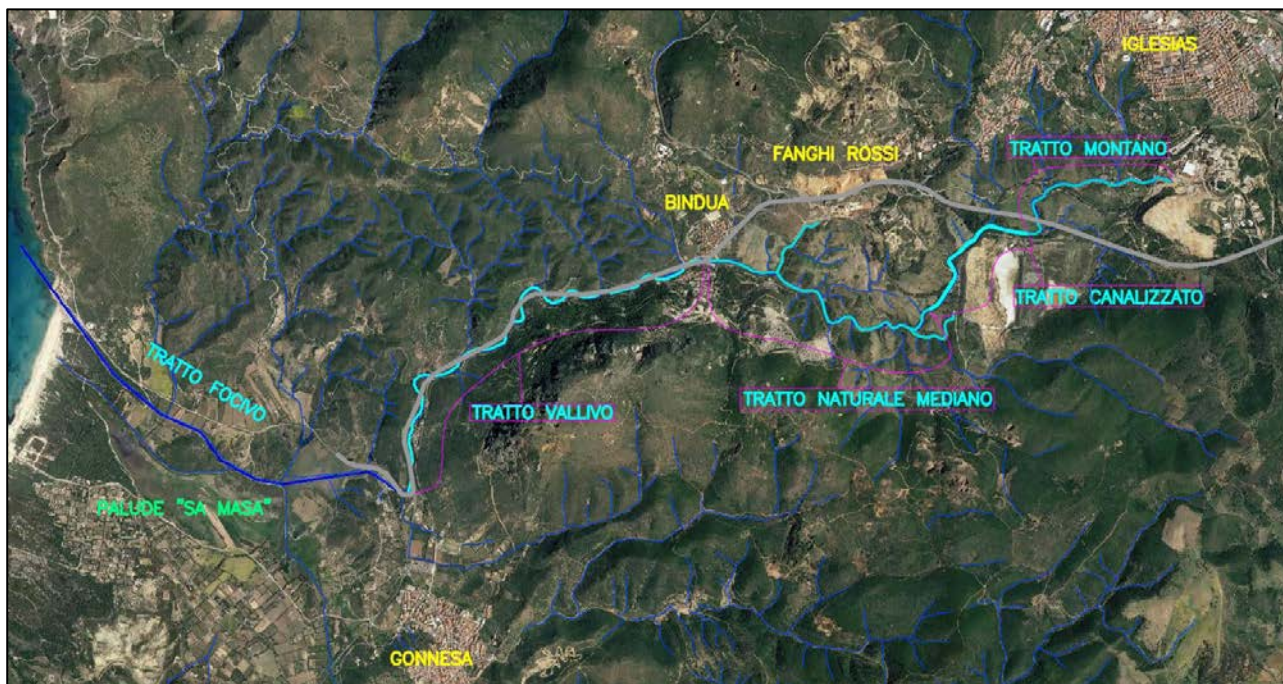 IGLESIAS
TRATTO MONTANO
FANGHI ROSSI
BINDUA
TRATTO CANALIZZATO
TRATTO FOCIVO
TRATTO VALLIVO
TRATTO NATURALE MEDIANO
PALUDE "SA MASA"
GONNESA